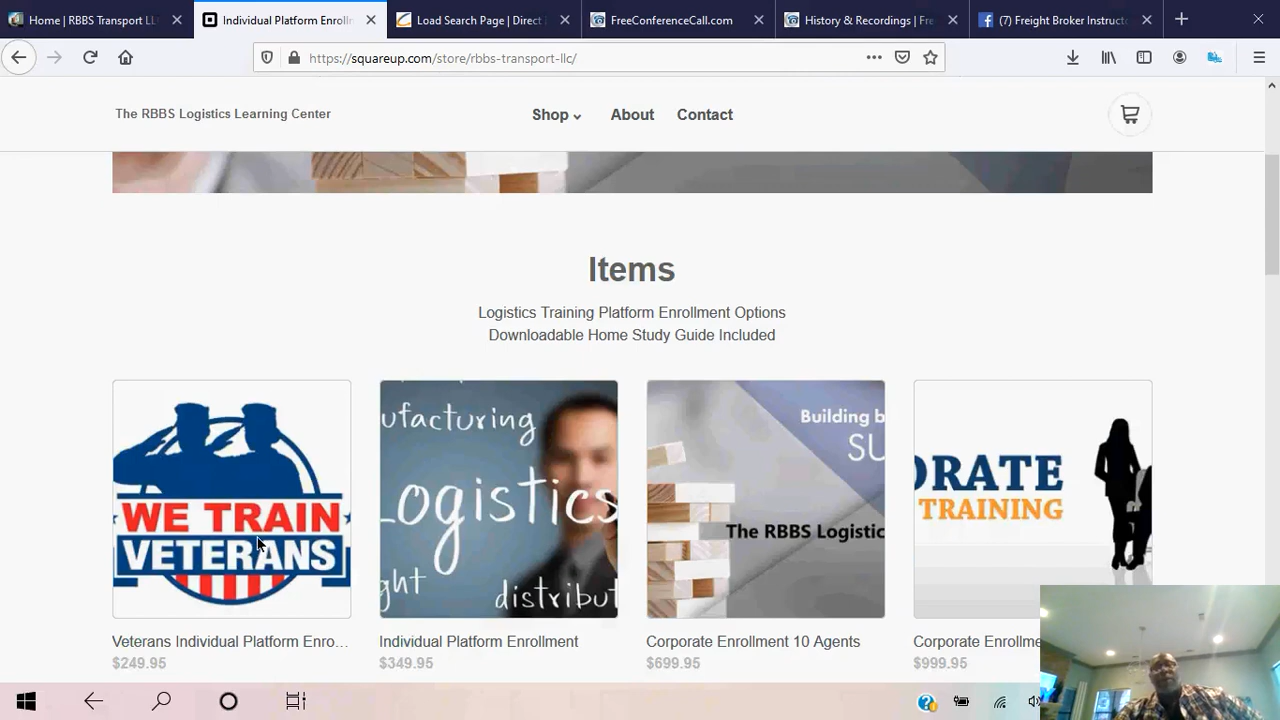 Home | RBBS Transport LL
Individual Platform Enrollm
Load Search Page | Direct
FreeConferenceCall.com
History & Recordings | Fre
(7) Freight Broker Instructo
https://squareup.com/store/rbbs-transport-llc/
The RBBS Logistics Learning Center
Shop
About
Contact
Items
Logistics Training Platform Enrollment Options
Downloadable Home Study Guide Included
WE TRAIN
VETERANS
ufacturing
Logistics
ght
distribut
Building b
SU
The RBBS Logistic
ORATE
TRAINING
Veterans Individual Platform Enro...
$249.95
Individual Platform Enrollment
$349.95
Corporate Enrollment 10 Agents
$699.95
Corporate Enrollme
$999.95